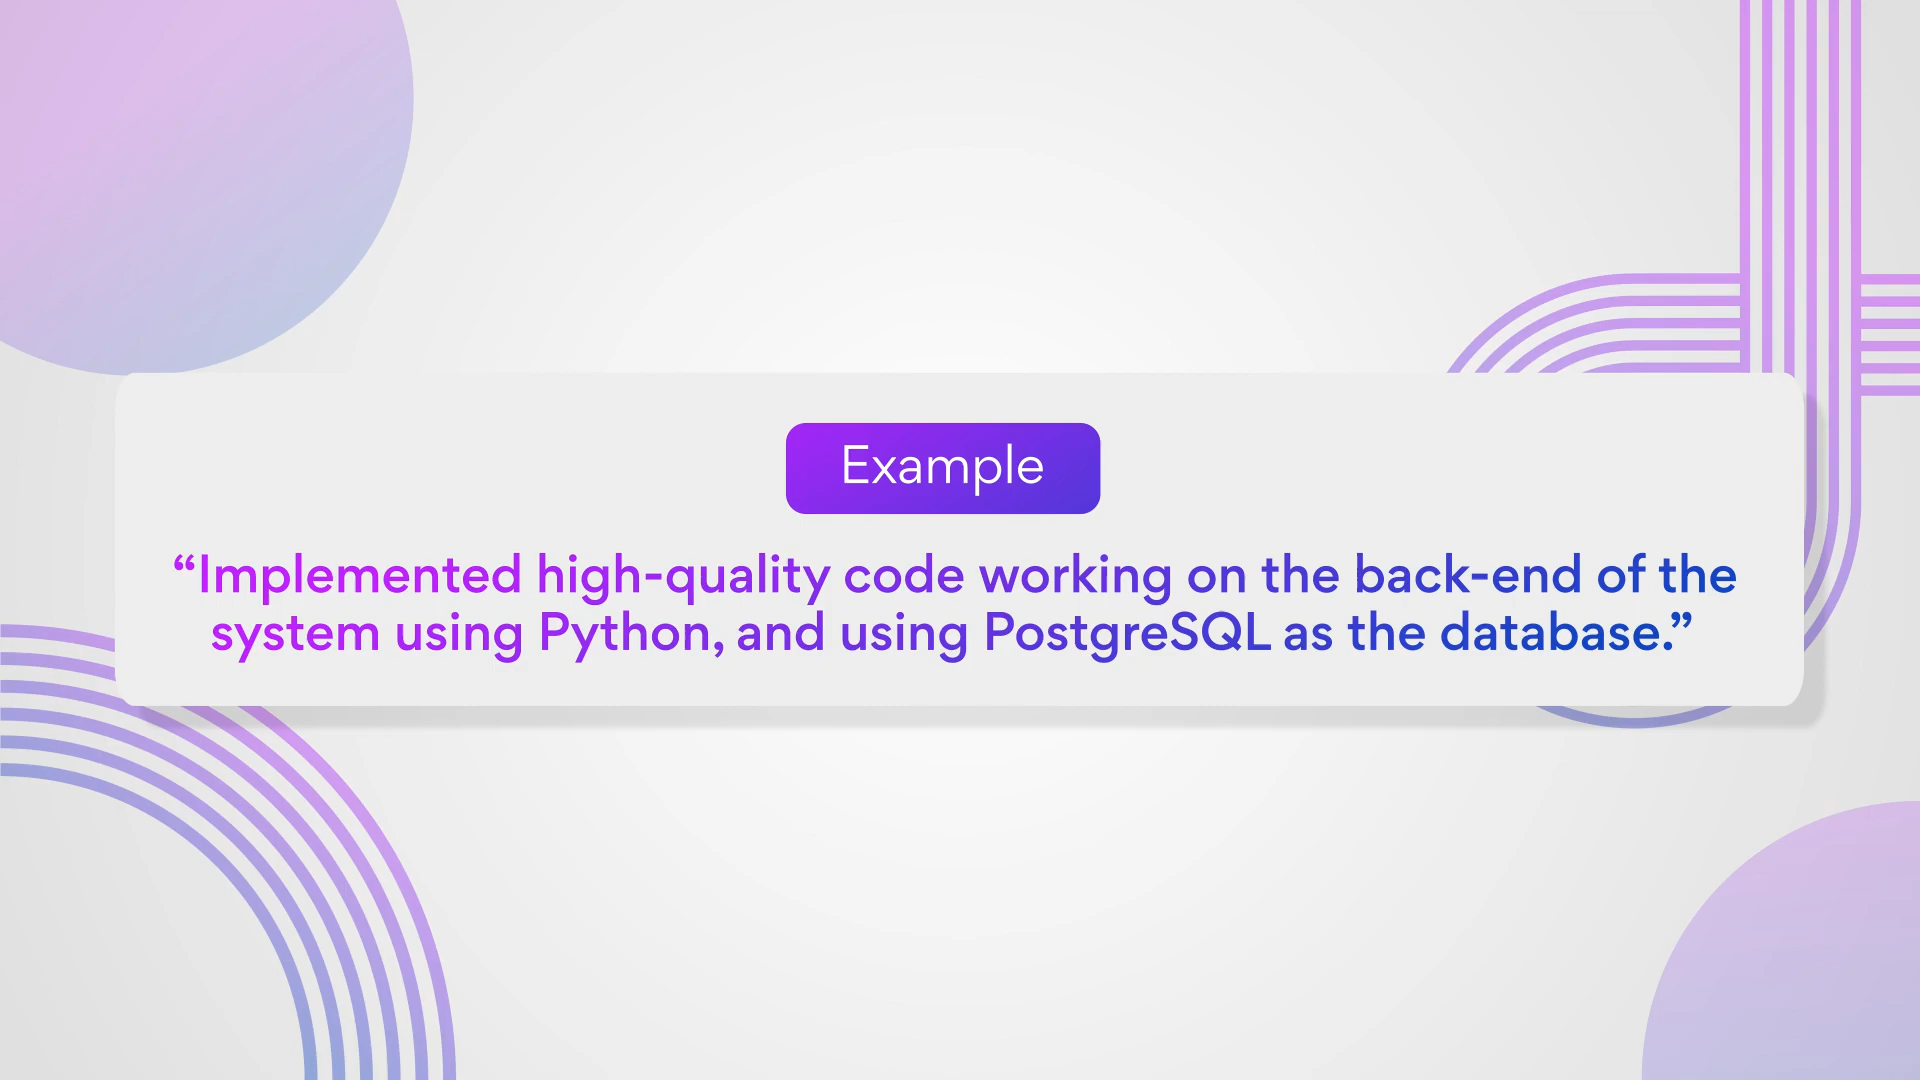 Example
“Implemented high-quality code working on the back-end of the
system using Python, and using PostgreSQL as the database.”